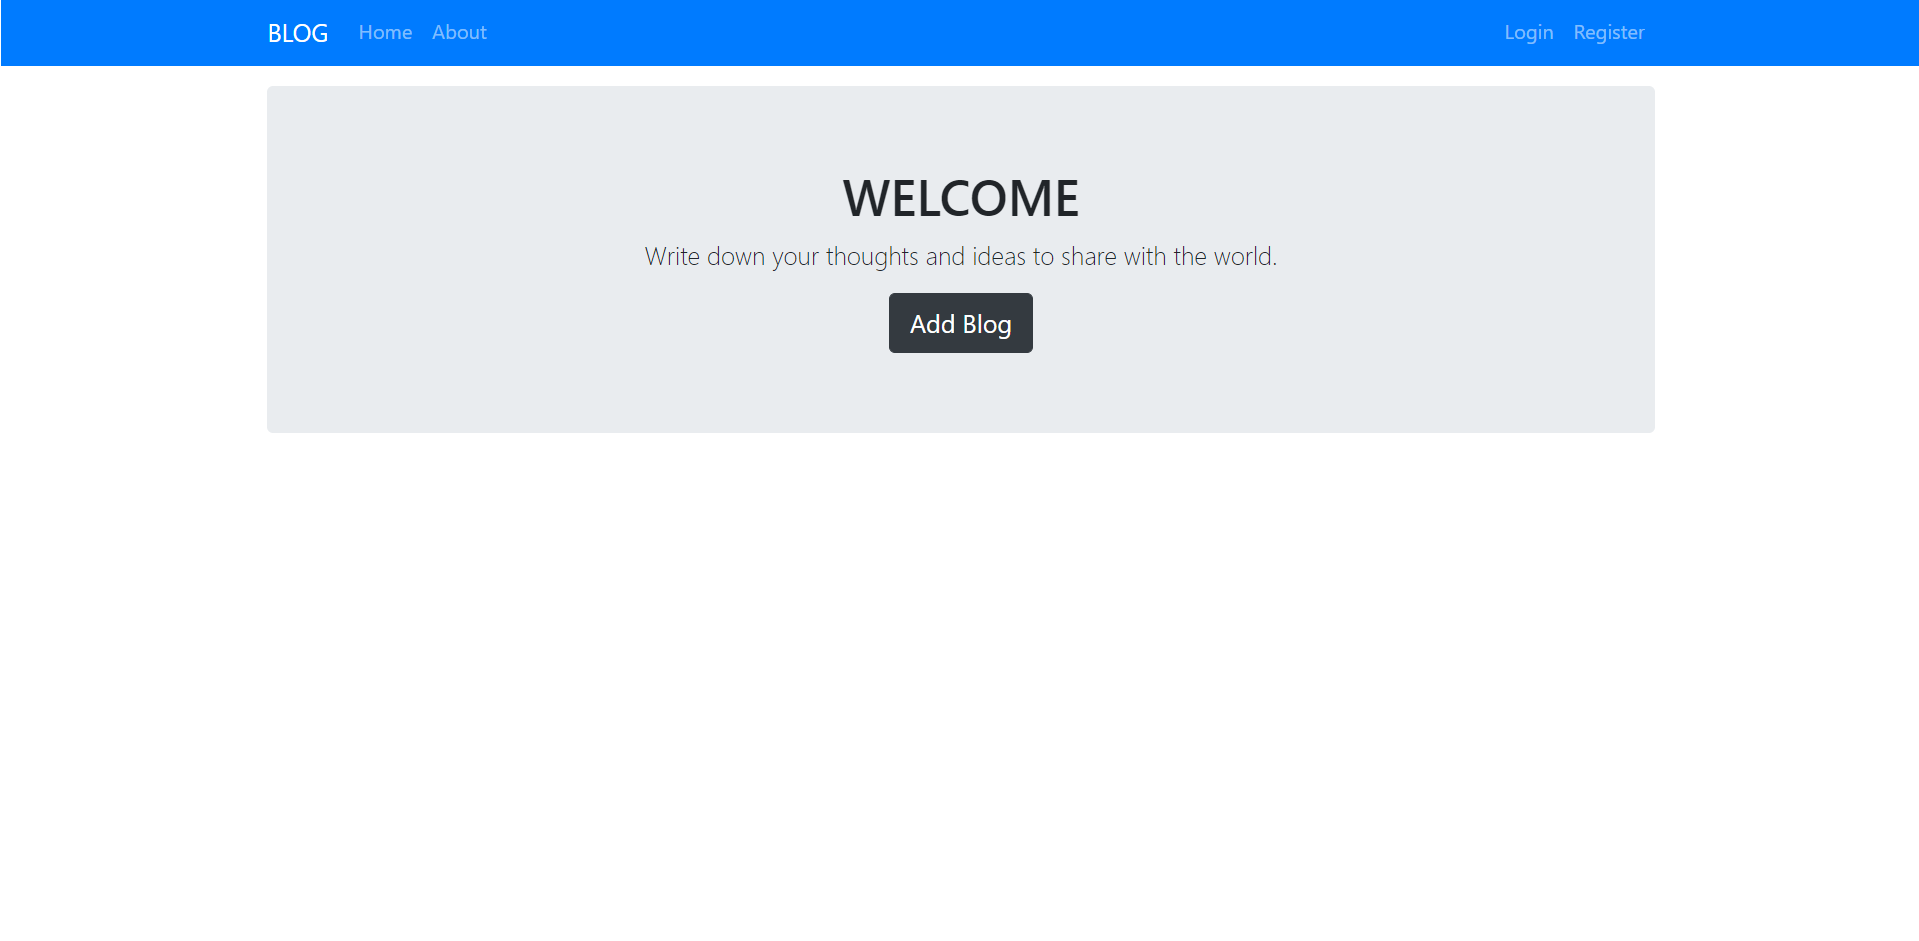 BLOG Home About Login Register
WELCOME
Write down your thoughts and ideas to share with the world.
Add Blog